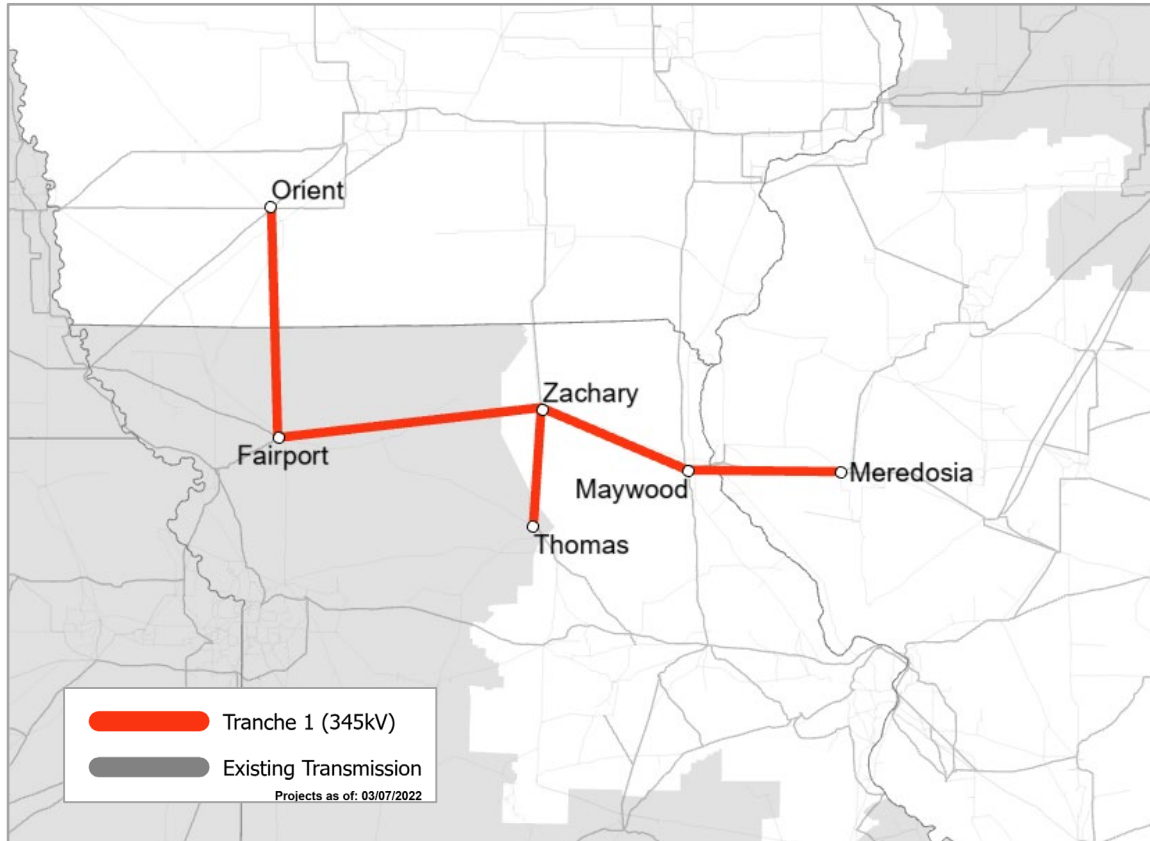 Orient
Zachary
Fairport
Maywood
Meredosia
Thomas
Tranche 1 (345kV)
Existing Transmission
Projects as of: 03/07/2022